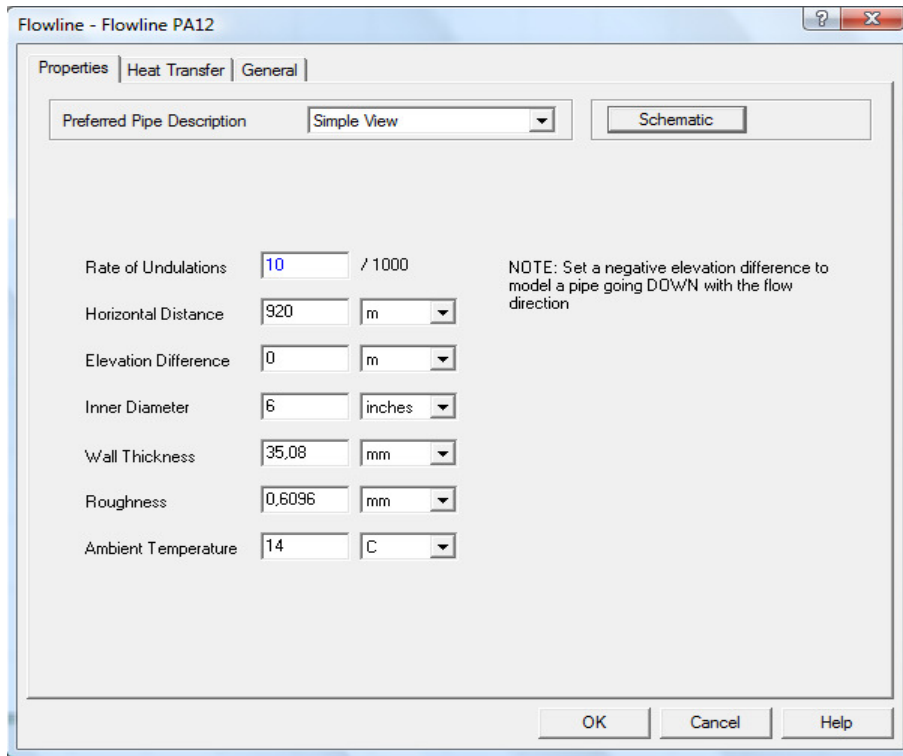 Flowline - Flowline PA12
? X
Properties Heat Transfer General
Preferred Pipe Description Simple View Schematic
Rate of Undulations 10 / 1000
Horizontal Distance 920 m
Elevation Difference 0 m
Inner Diameter 6 inches
Wall Thickness 35,08 mm
Roughness 0,6096 mm
Ambient Temperature 14 C
NOTE: Set a negative elevation difference to
model a pipe going DOWN with the flow
direction
OK Cancel Help